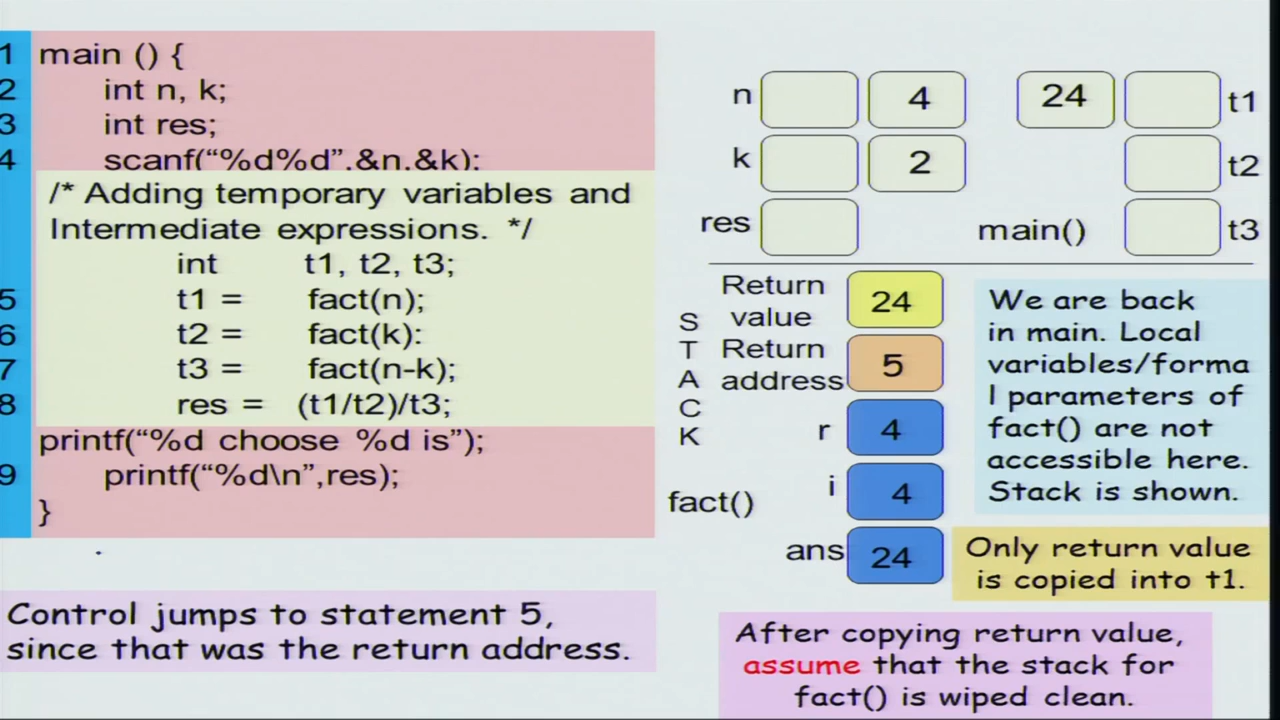 1 main () {
2 int n, k;
3 int res;
4 scanf(“%d%d”,&n,&k);
/* Adding temporary variables and
Intermediate expressions. */
int t1, t2, t3;
5 t1 = fact(n);
6 t2 = fact(k);
7 t3 = fact(n-k);
8 res = (t1/t2)/t3;
printf(“%d choose %d is”);
9 printf(“%d\n”,res);
}
Control jumps to statement 5,
since that was the return address.
n 4 24 t1
k 2 t2
res main() t3
STACK
Return
value 24
Return
address 5
r 4
i 4
fact()
ans 24
We are back
in main. Local
variables/forma
l parameters of
fact() are not
accessible here.
Stack is shown.
Only return value
is copied into t1.
After copying return value,
assume that the stack for
fact() is wiped clean.